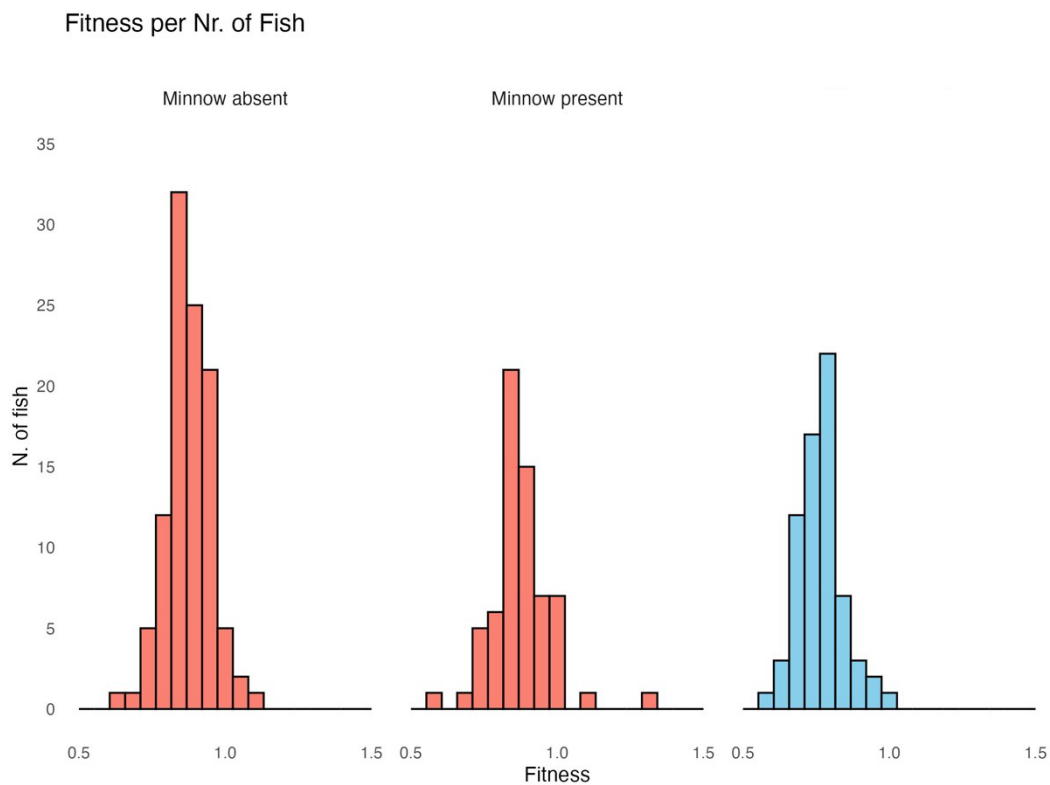 Fitness per Nr. of Fish
Minnow absent Minnow present
35
30
25
20
15
10
5
0
N. of fish
0.5 1.0 1.5 0.5 1.0 1.5 0.5 1.0 1.5
Fitness